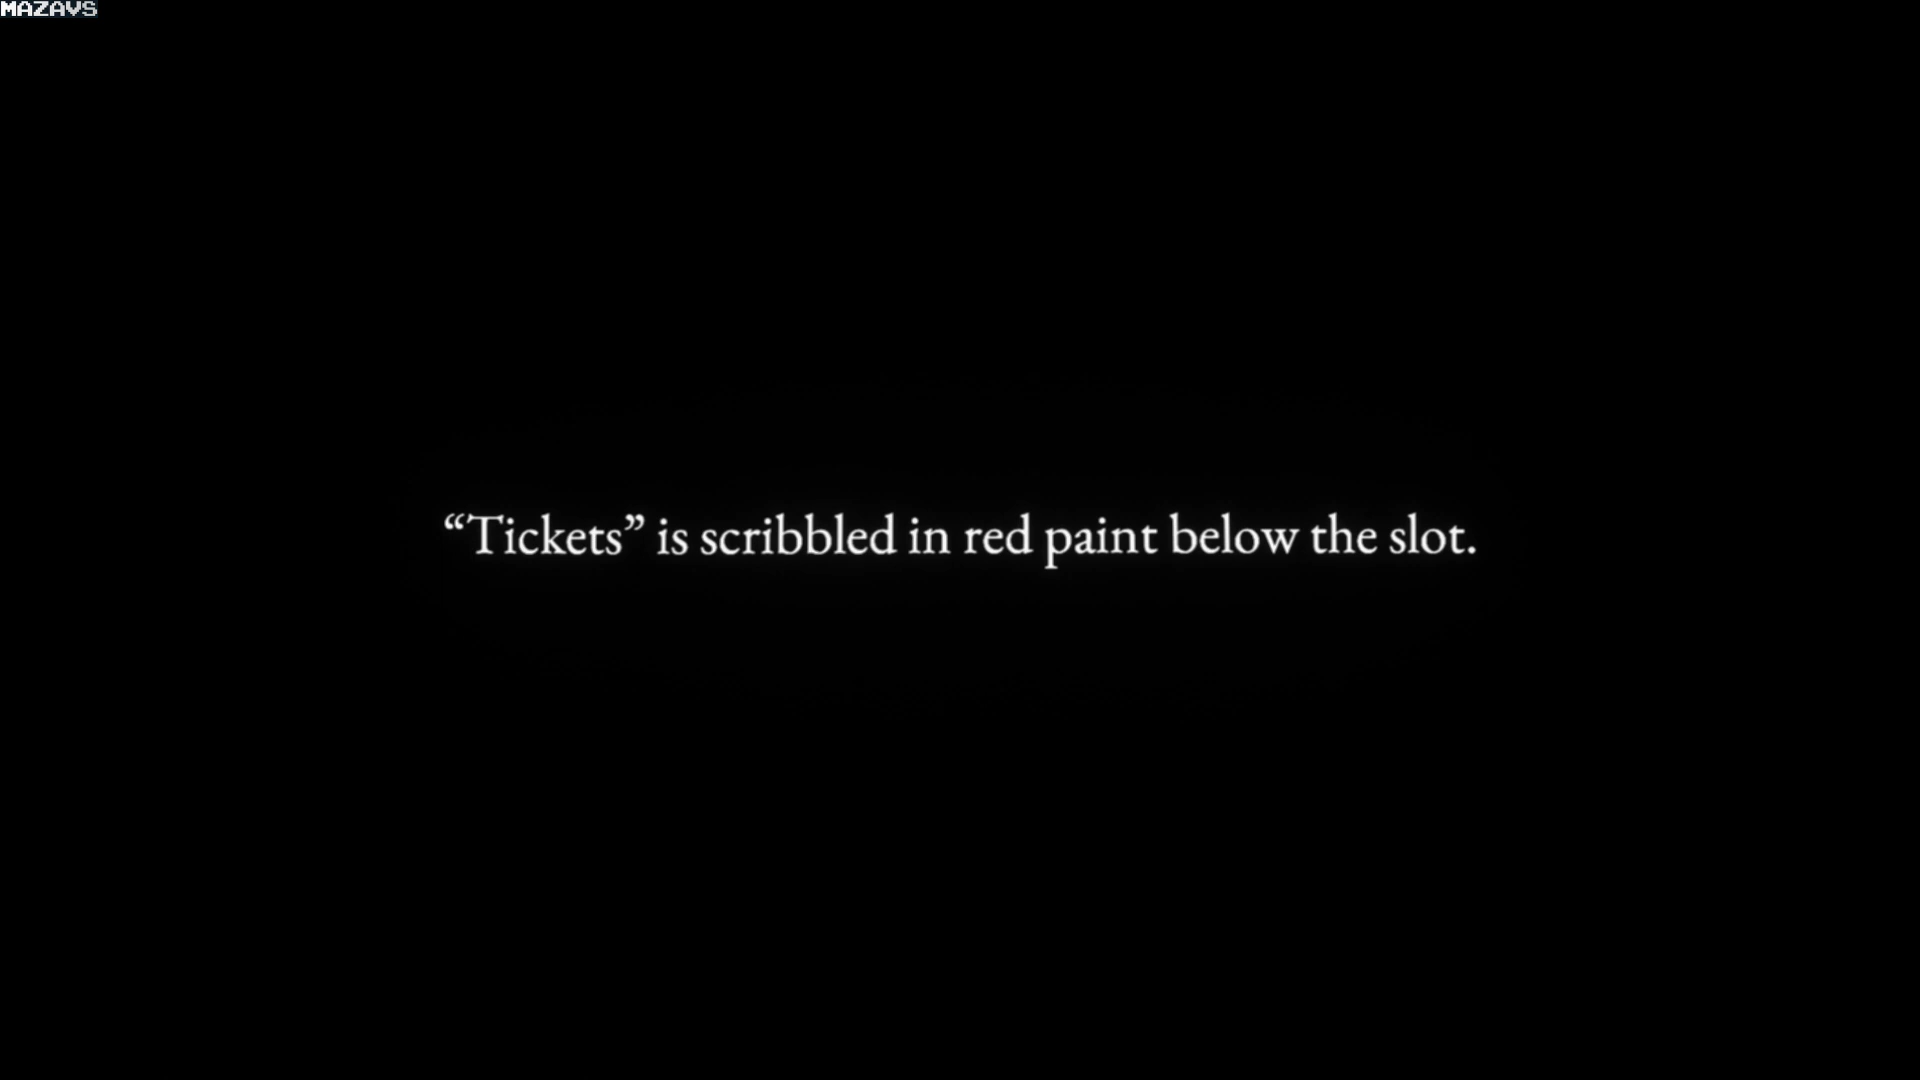 MAZAVS
“Tickets” is scribbled in red paint below the slot.